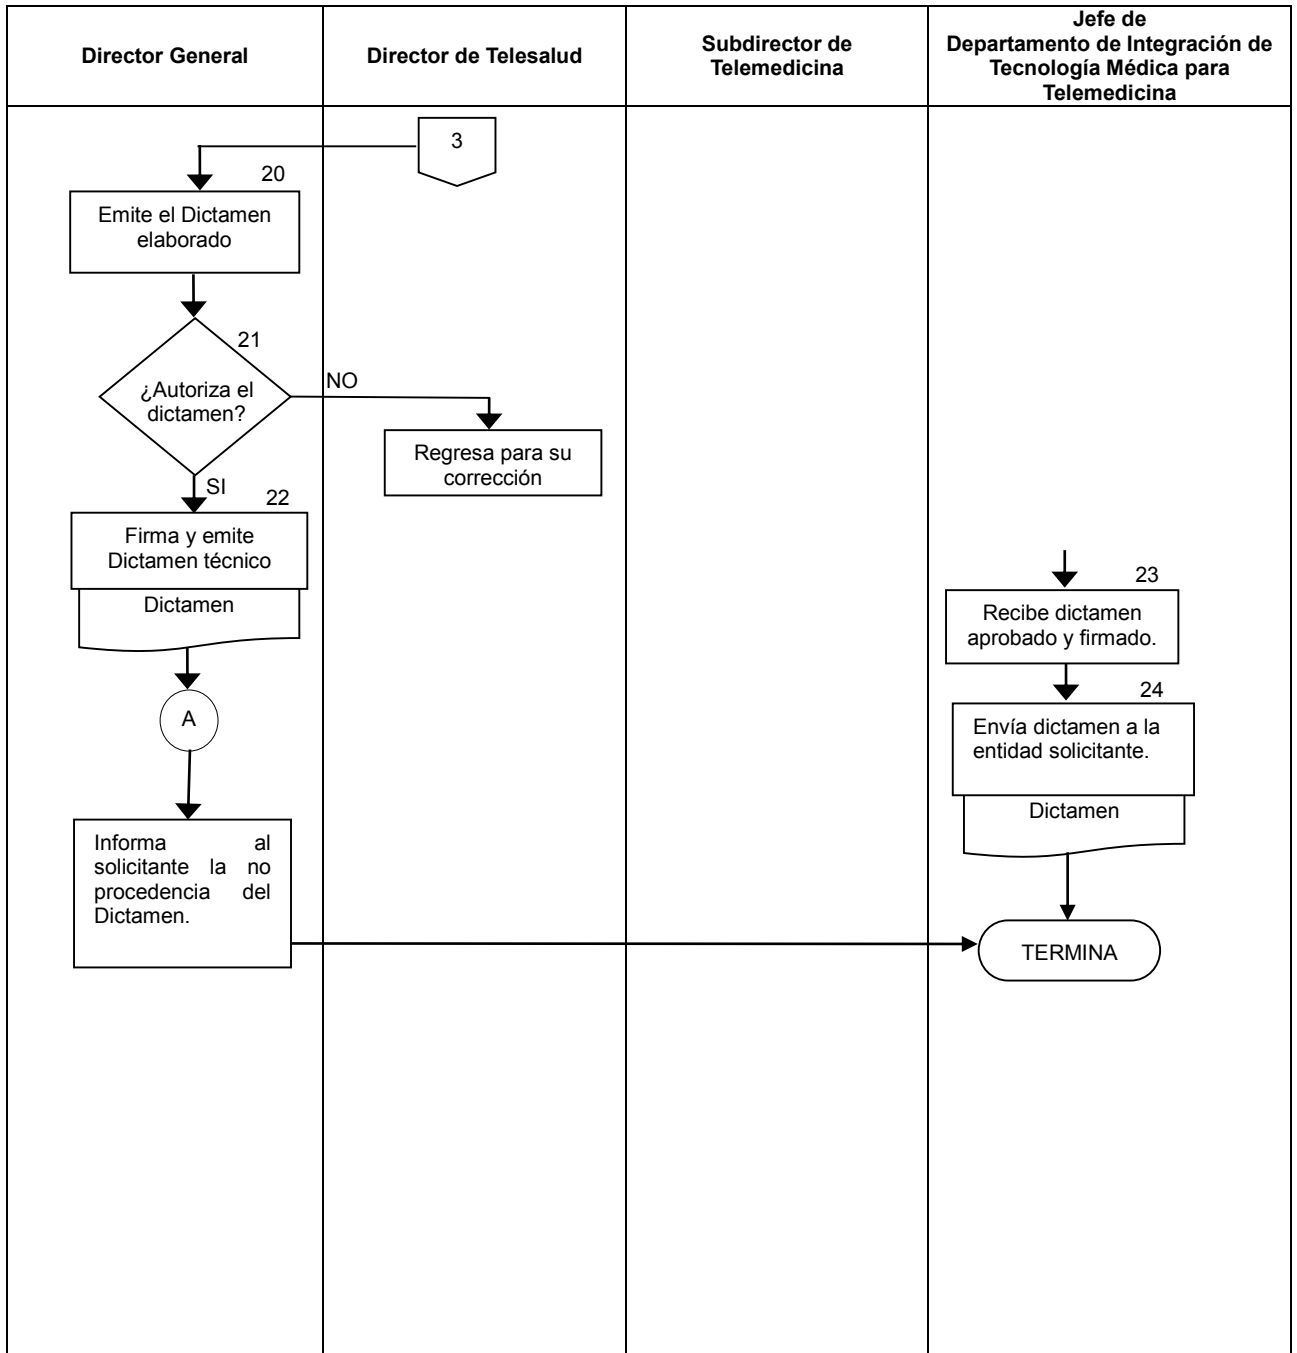 Director General
Director de Telesalud
Subdirector de
Telemedicina
Jefe de
Departamento de Integración de
Tecnología Médica para
Telemedicina
3
20
Emite el Dictamen
elaborado
21
¿Autoriza el
dictamen?
NO
Regresa para su
corrección
SI
22
Firma y emite
Dictamen técnico
Dictamen
23
Recibe dictamen
aprobado y firmado.
24
A
Envía dictamen a la
entidad solicitante.
Dictamen
Informa al
solicitante la no
procedencia del
Dictamen.
TERMINA